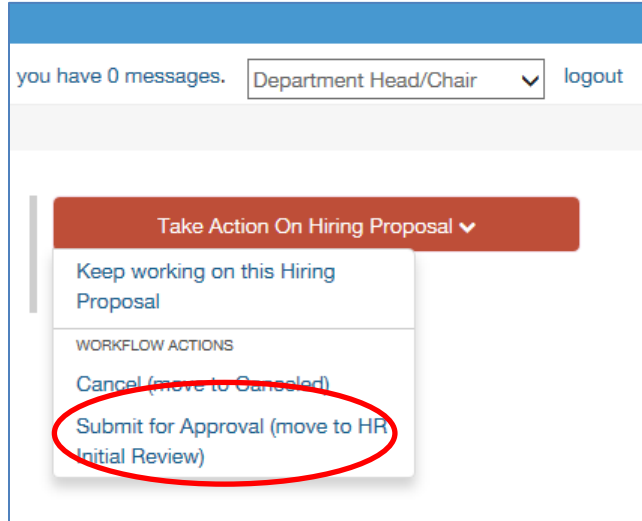 you have 0 messages. Department Head/Chair logout
Take Action On Hiring Proposal
Keep working on this Hiring
Proposal
WORKFLOW ACTIONS
Cancel (move to Canceled)
Submit for Approval (move to HR
Initial Review)